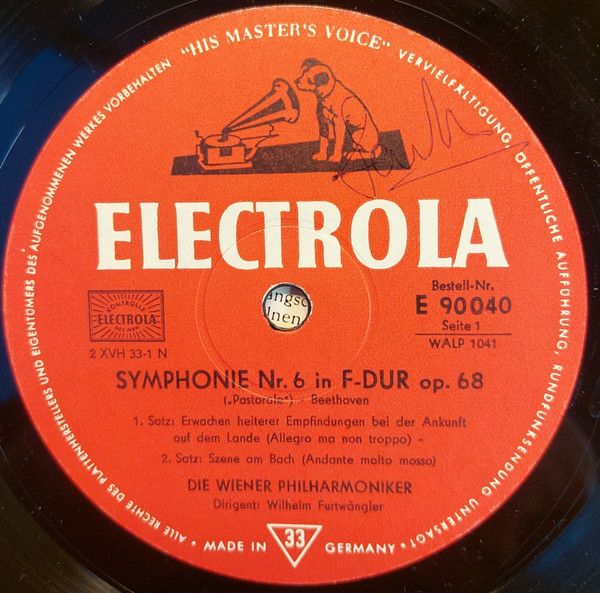 ALLE RECHTE DES PLATTENHERSTELLERS UND EIGENTÜMERS DES AUFGENOMMENEN WERKES VORBEHALTEN "HIS MASTER'S VOICE" VERVIELFÄLTIGUNG, ÖFFENTLICHE AUFFÜHRUNG, RUNDFUNKSENDUNG UNTERSAGT •
ELECTROLA
KONTROLLE
ELECTROLA
2 XVH 33-1 N
Bestell-Nr.
E 90040
Seite 1
WALP 1041
SYMPHONIE Nr. 6 in F-DUR op. 68
(„Pastorale“) - Beethoven
1. Satz: Erwachen heiterer Empfindungen bei der Ankunft
auf dem Lande (Allegro ma non troppo) -
2. Satz: Szene am Bach (Andante molto mosso)
DIE WIENER PHILHARMONIKER
Dirigent: Wilhelm Furtwängler
• MADE IN 33 GERMANY •